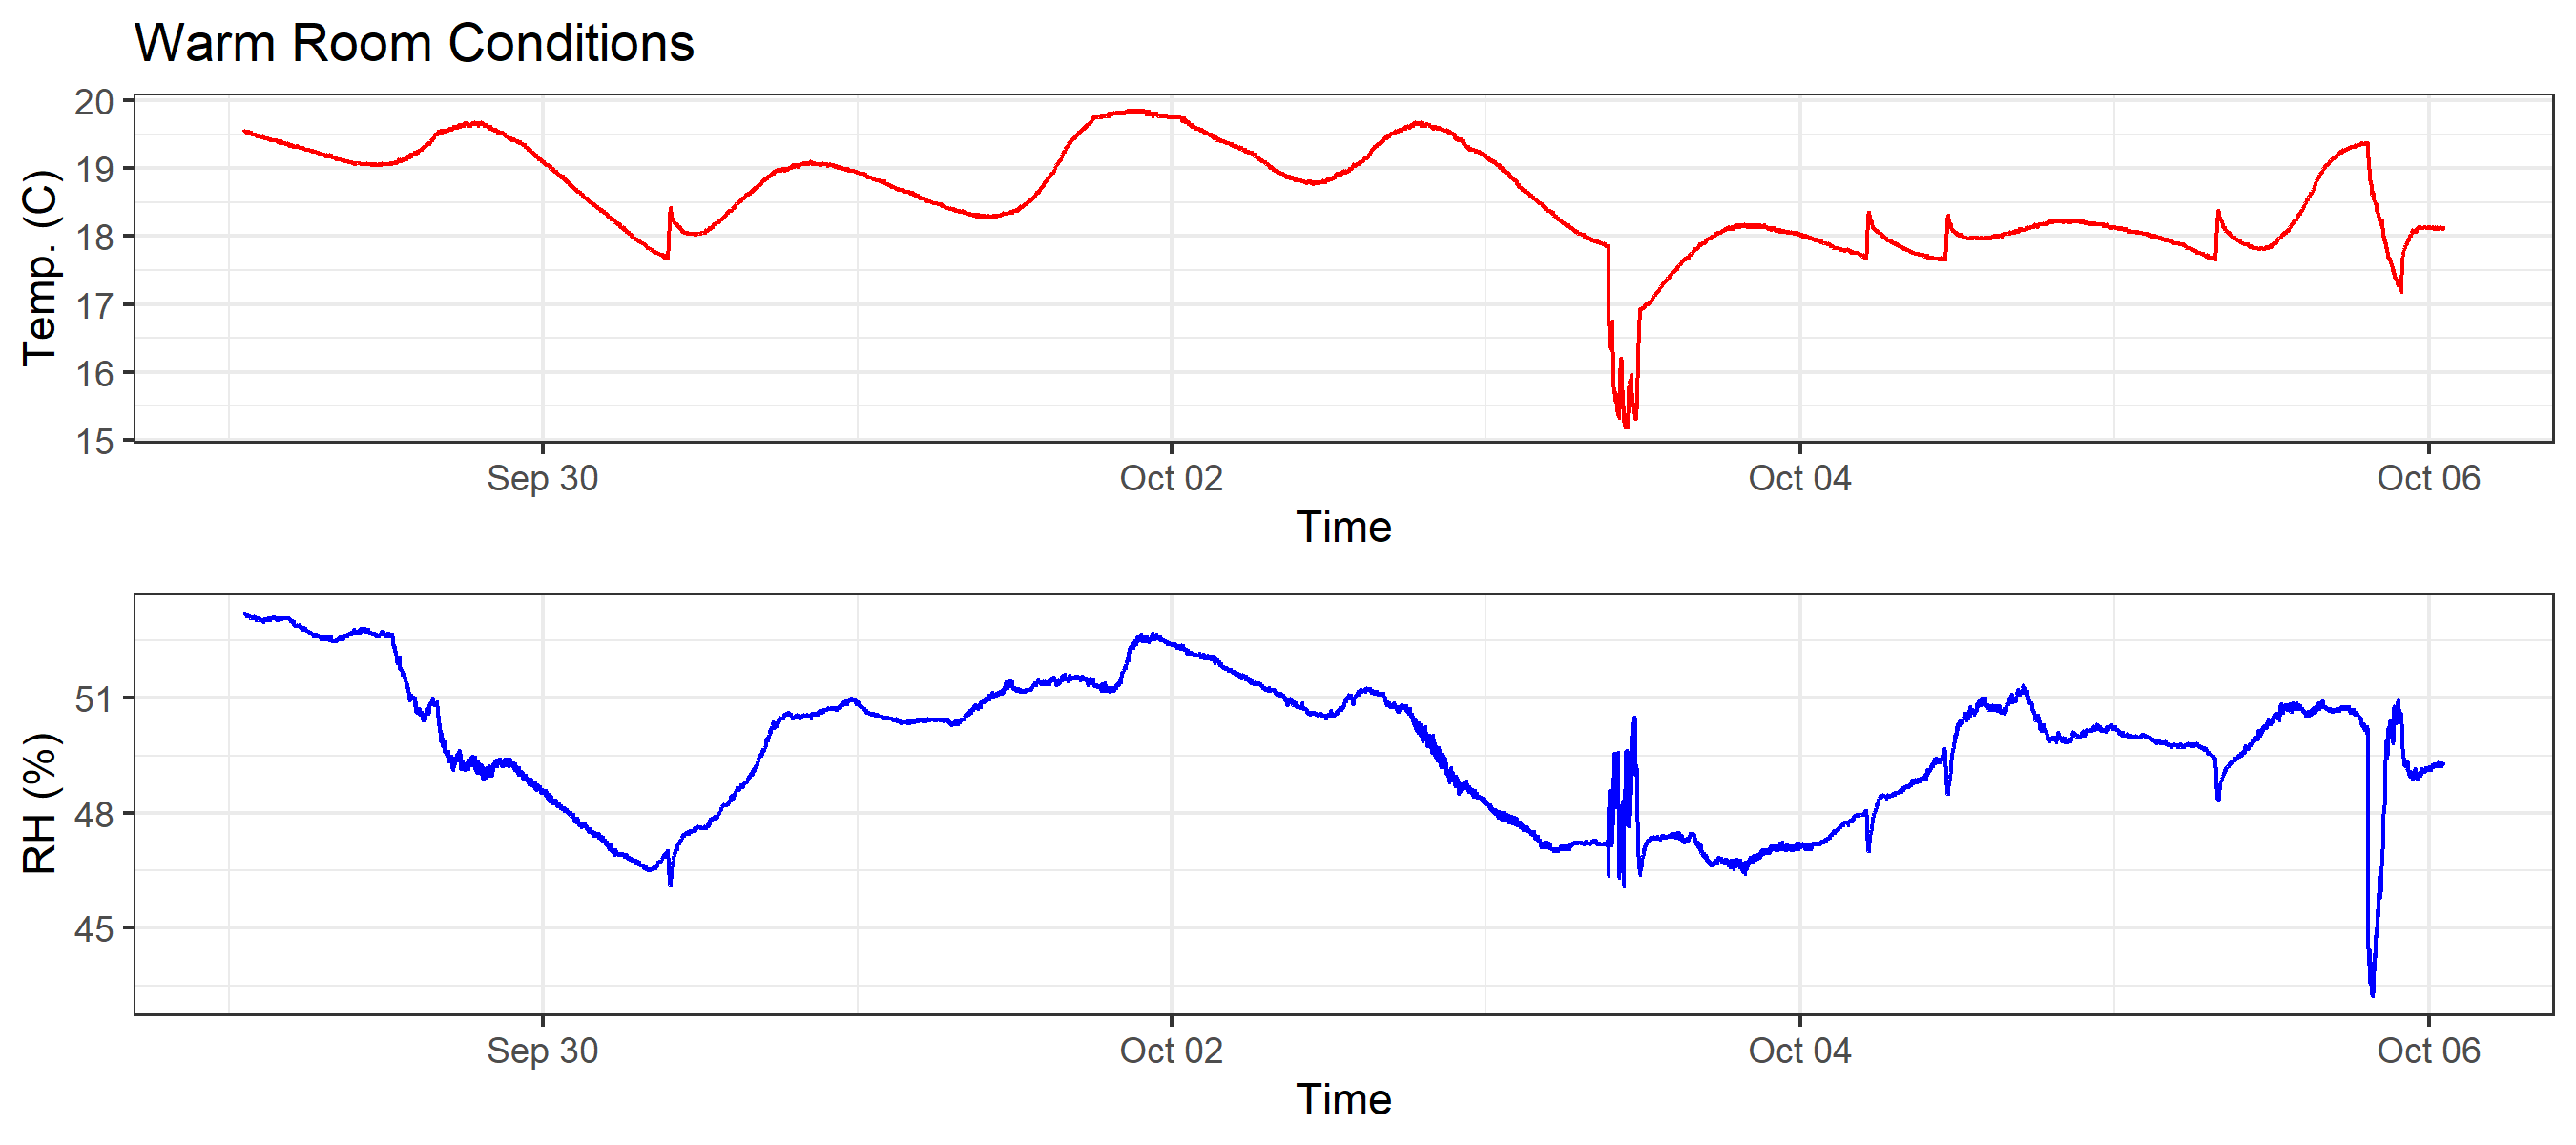 Warm Room Conditions
Temp. (C)
20
19
18
17
16
15
Sep 30
Oct 02
Oct 04
Oct 06
Time
RH (%)
51
48
45
Sep 30
Oct 02
Oct 04
Oct 06
Time